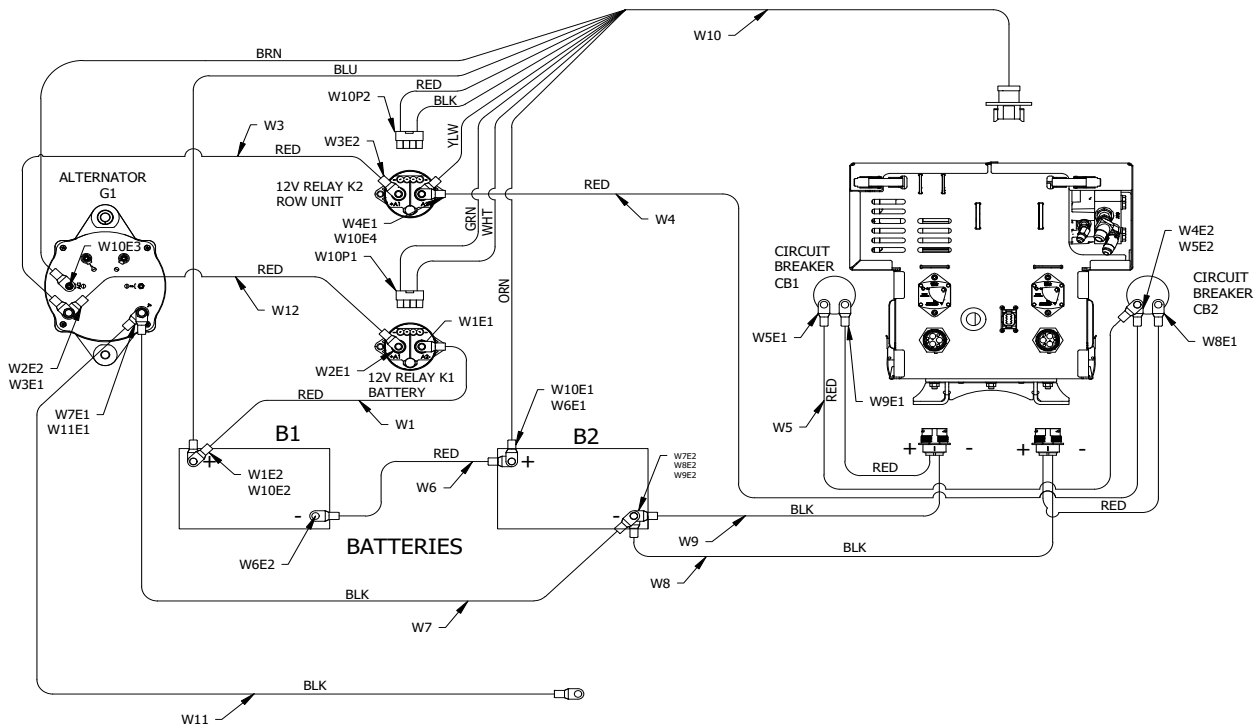 W10
BRN
BLU
RED
BLK
W10P2
W3
RED
W3E2
YLW
ALTERNATOR
G1
12V RELAY K2
ROW UNIT
+A1
A2-
RED
W4
W4E1
W10E4
GRN
WHT
W10P1
W10E3
RED
W12
ORN
CIRCUIT
BREAKER
CB1
W4E2
W5E2
CIRCUIT
BREAKER
CB2
W5E1
W8E1
W1E1
+A1
A2-
W2E1
12V RELAY K1
BATTERY
W2E2
W3E1
W7E1
W11E1
RED
W1
W10E1
W6E1
RED
W9E1
W5
B1
B2
+
W1E2
W10E2
RED
W6
+
W7E2
W8E2
W9E2
+
-
+
-
RED
RED
-
-
W6E2
BATTERIES
BLK
W9
BLK
W8
BLK
W7
BLK
W11